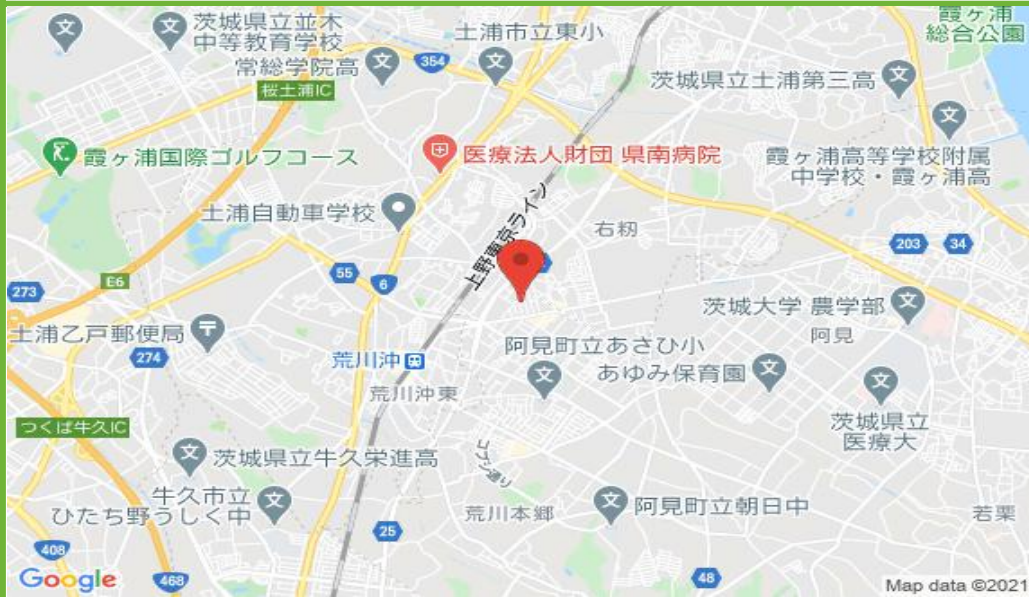 霞ヶ浦
総合公園
茨城県立並木
中等教育学校
土浦市立東小
常総学院高
354
茨城県立土浦第三高
桜土浦IC
霞ヶ浦国際ゴルフコース
医療法人財団 県南病院
霞ヶ浦高等学校附属
中学校・霞ヶ浦高
土浦自動車学校
上野東京ライン
右籾
203
34
55
6
E6
273
茨城大学 農学部
土浦乙戸郵便局
阿見
274
荒川沖
阿見町立あさひ小
あゆみ保育園
荒川沖東
茨城県立
医療大
つくば牛久IC
茨城県立牛久栄進高
牛久市立
ひたち野うしく中
阿見町立朝日中
荒川本郷
若栗
25
408
468
48
Google
Map data ©2021